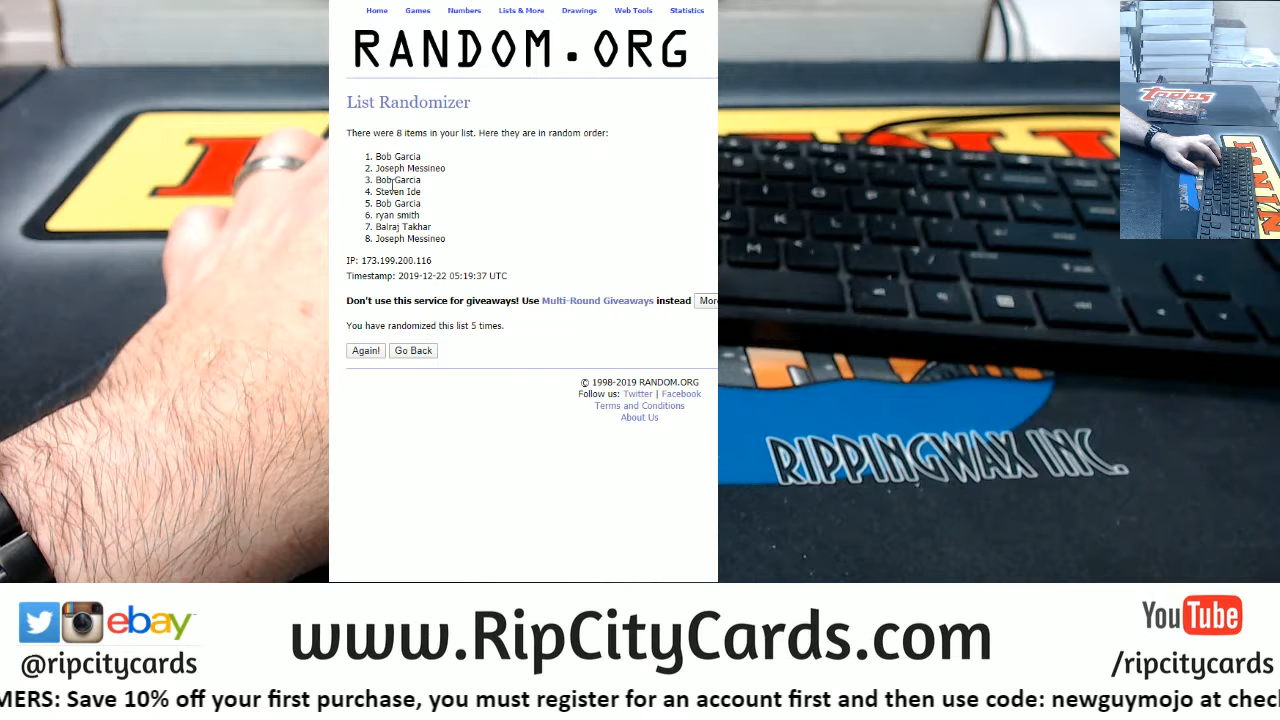 Home Games Numbers Lists & More Drawings Web Tools Statistics
RANDOM.ORG
List Randomizer
There were 8 items in your list. Here they are in random order:
1. Bob Garcia
2. Joseph Messineo
3. Bob Garcia
4. Steven Ide
5. Bob Garcia
6. ryan smith
7. Balraj Takhar
8. Joseph Messineo
IP: 173.199.200.116
Timestamp: 2019-12-22 05:19:37 UTC
Don't use this service for giveaways! Use Multi-Round Giveaways instead
You have randomized this list 5 times.
Again! Go Back
© 1998-2019 RANDOM.ORG
Follow us: Twitter | Facebook
Terms and Conditions
About Us
topps
RIPPINGWAX INC.
ebay
@ripcitycards
www.RipCityCards.com
YouTube
/ripcitycards
MERS: Save 10% off your first purchase, you must register for an account first and then use code: newguymojo at chec